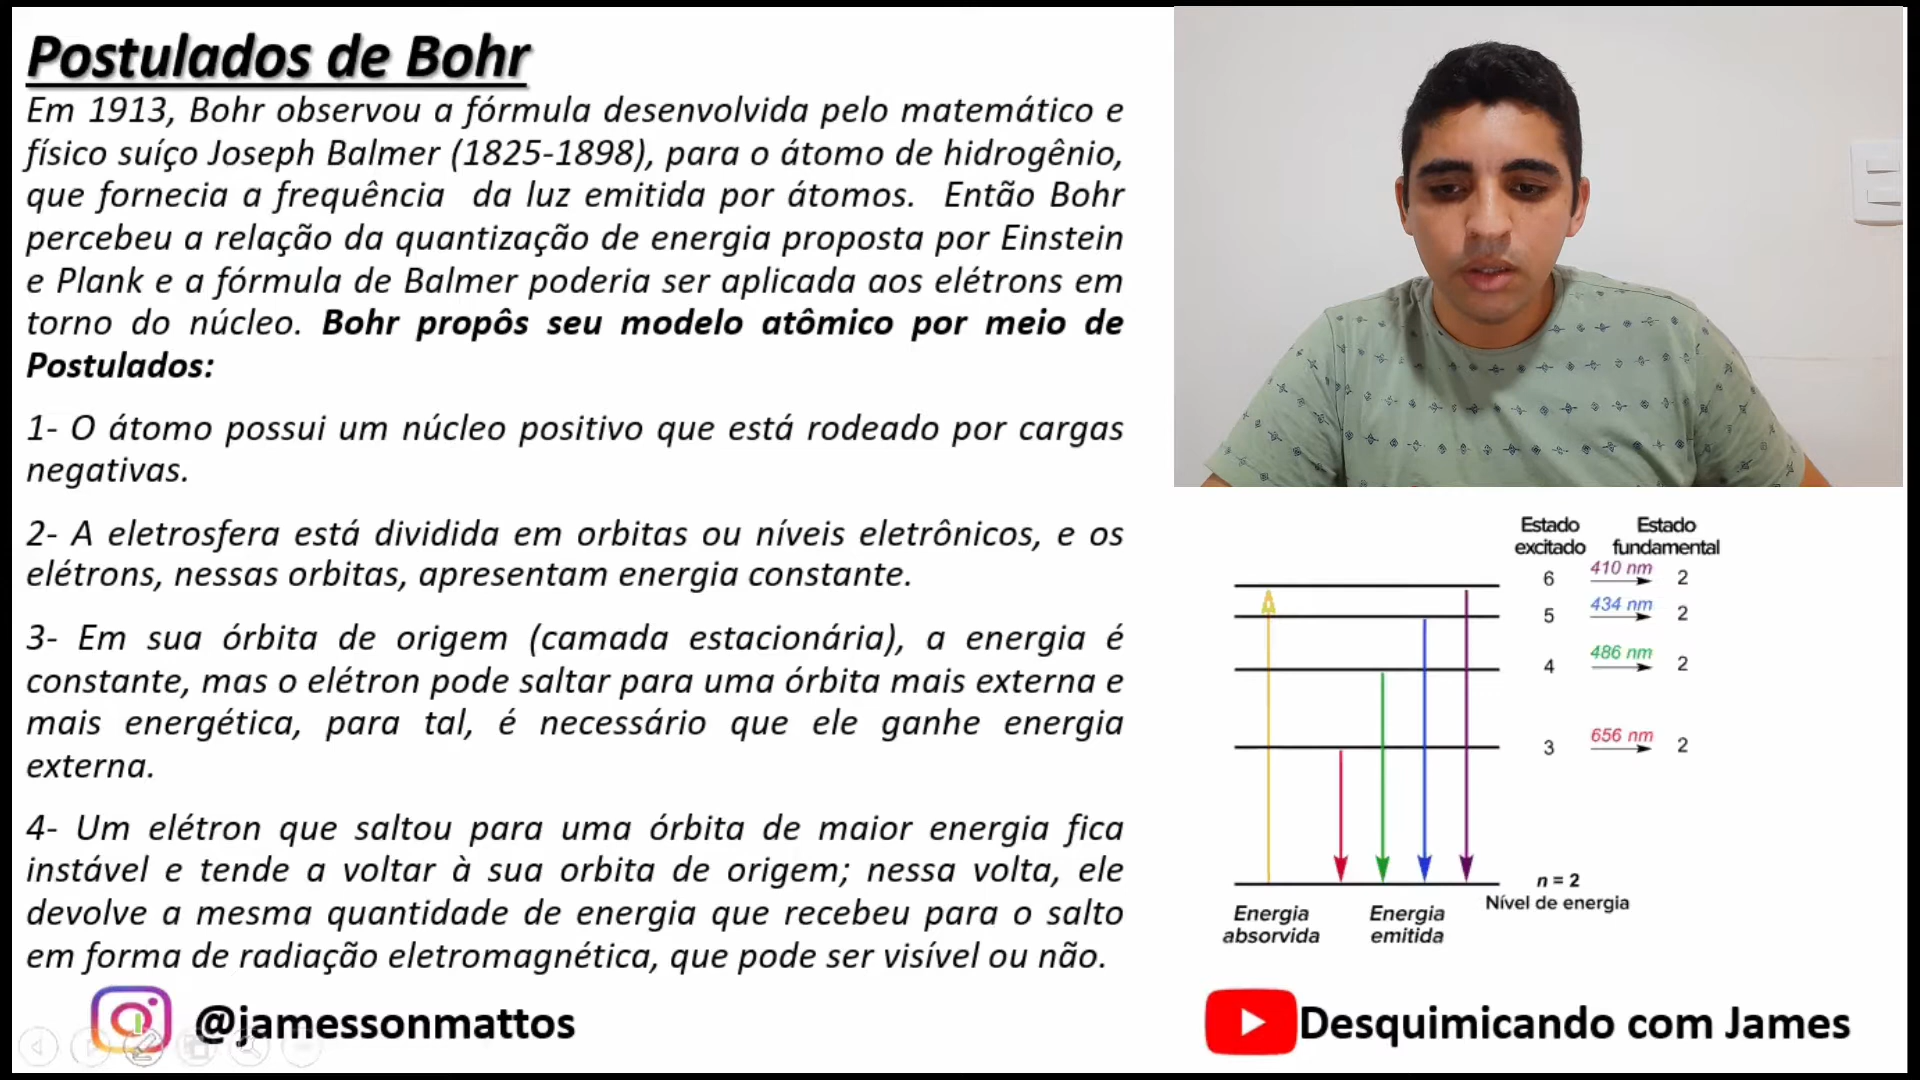 Postulados de Bohr
Em 1913, Bohr observou a fórmula desenvolvida pelo matemático e
físico suíço Joseph Balmer (1825-1898), para o átomo de hidrogênio,
que fornecia a frequência da luz emitida por átomos. Então Bohr
percebeu a relação da quantização de energia proposta por Einstein
e Plank e a fórmula de Balmer poderia ser aplicada aos elétrons em
torno do núcleo. Bohr propôs seu modelo atômico por meio de
Postulados:
1- O átomo possui um núcleo positivo que está rodeado por cargas
negativas.
2- A eletrosfera está dividida em orbitas ou níveis eletrônicos, e os
elétrons, nessas orbitas, apresentam energia constante.
3- Em sua órbita de origem (camada estacionária), a energia é
constante, mas o elétron pode saltar para uma órbita mais externa e
mais energética, para tal, é necessário que ele ganhe energia
externa.
4- Um elétron que saltou para uma órbita de maior energia fica
instável e tende a voltar à sua orbita de origem; nessa volta, ele
devolve a mesma quantidade de energia que recebeu para o salto
em forma de radiação eletromagnética, que pode ser visível ou não.
@jamessonmattos
Estado excitado
Estado fundamental
6 410 nm 2
5 434 nm 2
4 486 nm 2
3 656 nm 2
n = 2
Nível de energia
Energia absorvida
Energia emitida
Desquimicando com James